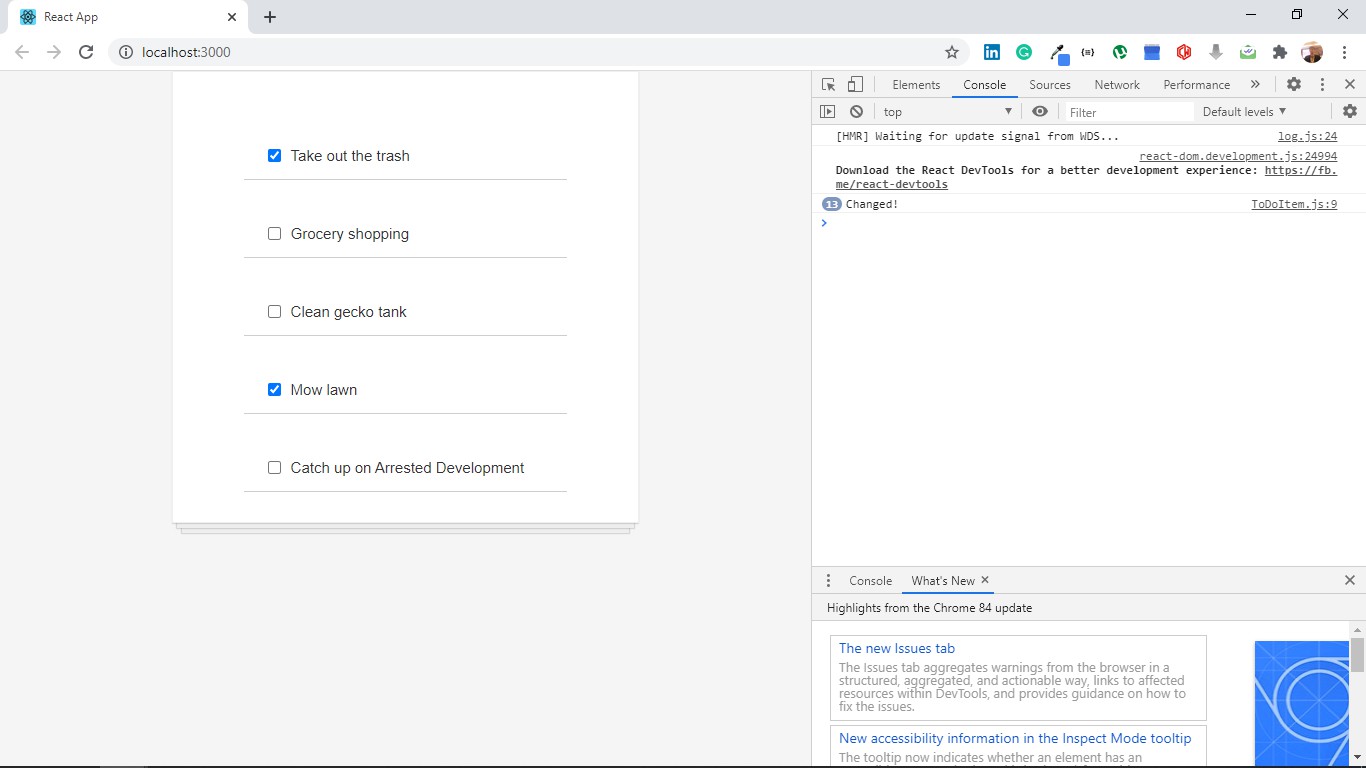 React App
localhost:3000
Take out the trash
Grocery shopping
Clean gecko tank
Mow lawn
Catch up on Arrested Development
Elements Console Sources Network Performance
top Filter Default levels
[HMR] Waiting for update signal from WDS... log.js:24
react-dom.development.js:24994
Download the React DevTools for a better development experience: https://fb.
me/react-devtools
13 Changed! ToDoItem.js:9
Console What's New
Highlights from the Chrome 84 update
The new Issues tab
The Issues tab aggregates warnings from the browser in a
structured, aggregated, and actionable way, links to affected
resources within DevTools, and provides guidance on how to
fix the issues.
New accessibility information in the Inspect Mode tooltip
The tooltip now indicates whether an element has an